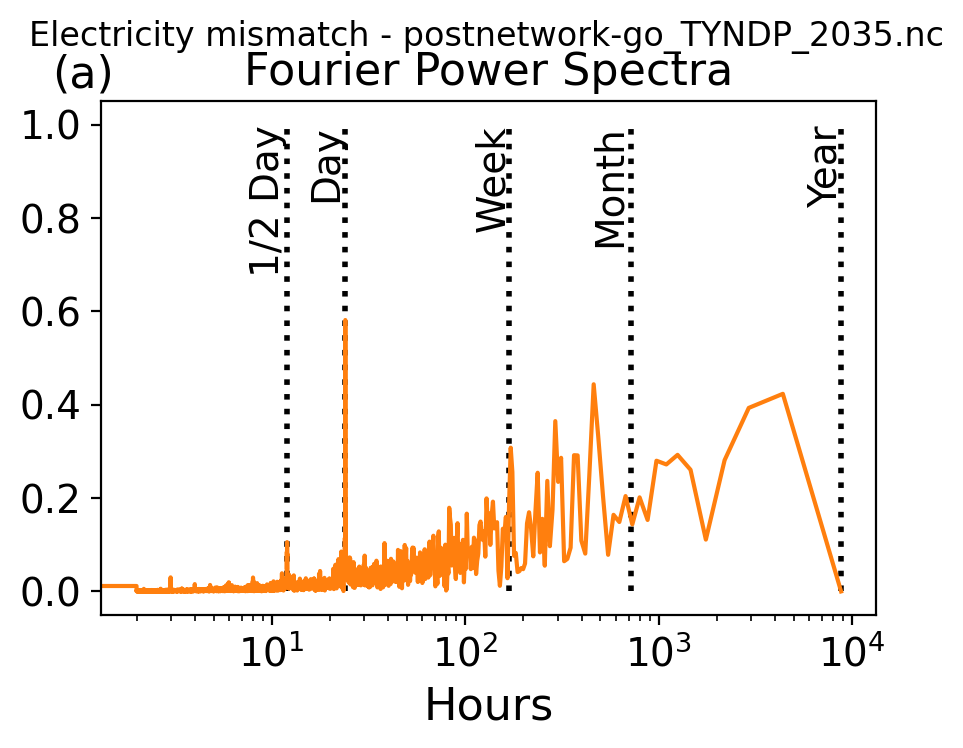 Electricity mismatch - postnetwork-go_TYNDP_2035.nc
(a) Fourier Power Spectra
1.0
0.8
0.6
0.4
0.2
0.0
1/2 Day
Day
Week
Month
Year
10¹ 10² 10³ 10⁴
Hours